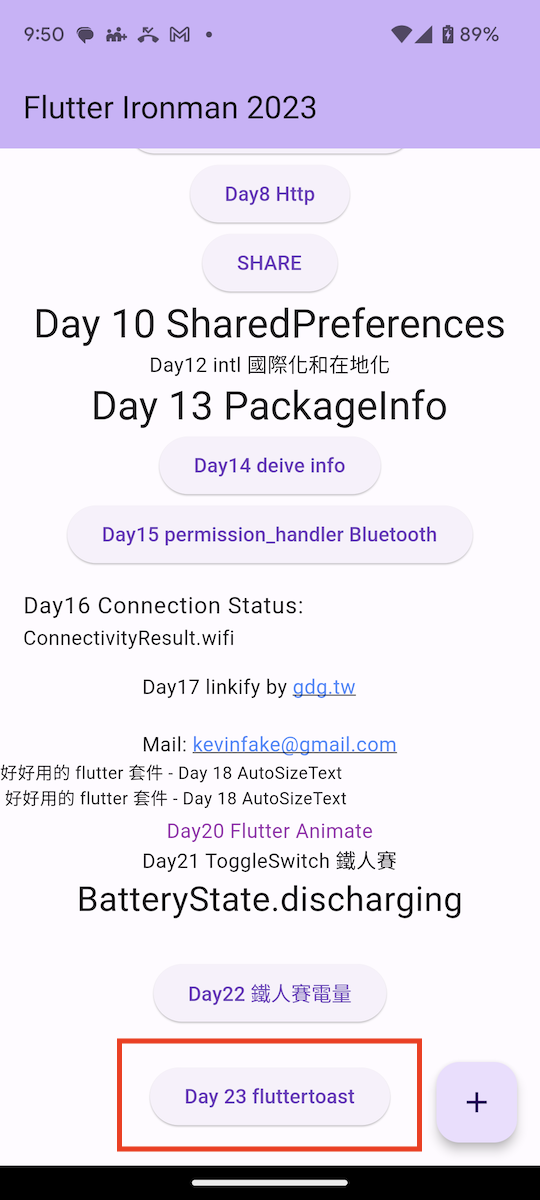 9:50
89%
Flutter Ironman 2023
Day8 Http
SHARE
Day 10 SharedPreferences
Day12 intl 國際化和在地化
Day 13 PackageInfo
Day14 deive info
Day15 permission_handler Bluetooth
Day16 Connection Status:
ConnectivityResult.wifi
Day17 linkify by gdg.tw
Mail: kevinfake@gmail.com
好好用的 flutter 套件 - Day 18 AutoSizeText
好好用的 flutter 套件 - Day 18 AutoSizeText
Day20 Flutter Animate
Day21 ToggleSwitch 鐵人賽
BatteryState.discharging
Day22 鐵人賽電量
Day 23 fluttertoast
+